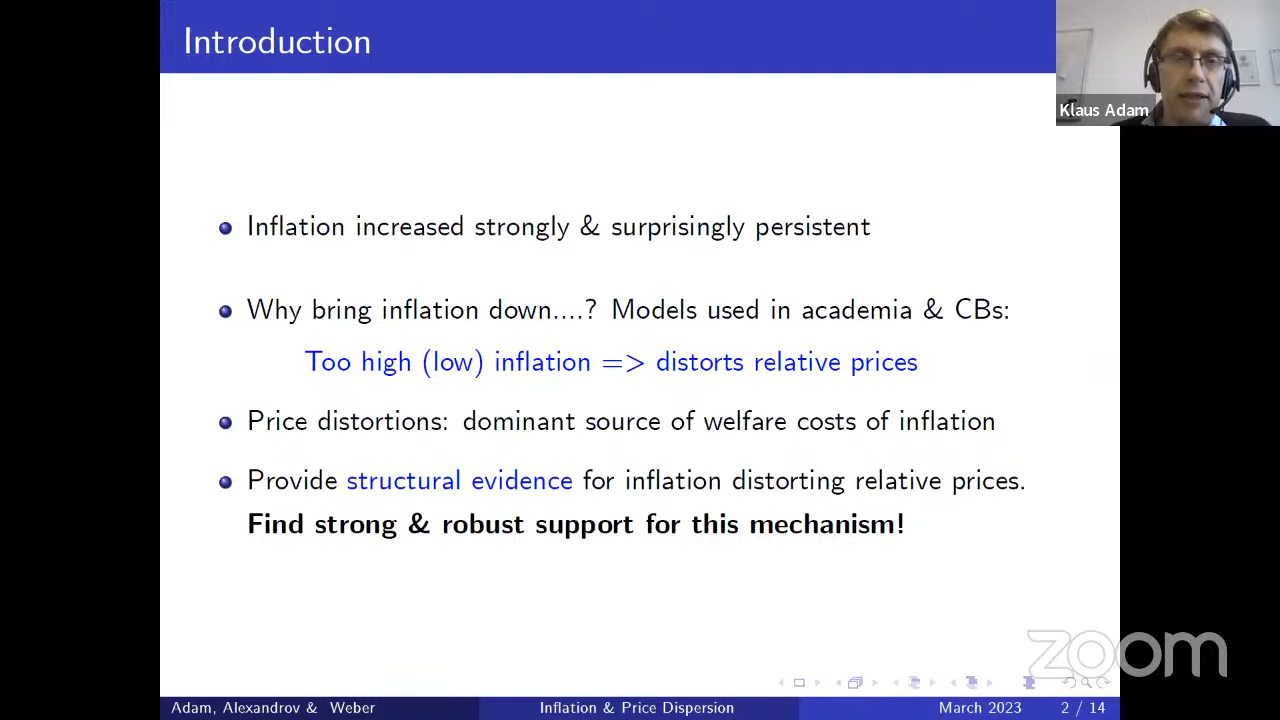 Introduction
Klaus Adam
Inflation increased strongly & surprisingly persistent
Why bring inflation down....? Models used in academia & CBs:
Too high (low) inflation => distorts relative prices
Price distortions: dominant source of welfare costs of inflation
Provide structural evidence for inflation distorting relative prices.
Find strong & robust support for this mechanism!
zoom
Adam, Alexandrov & Weber
Inflation & Price Dispersion
March 2023
2 / 14